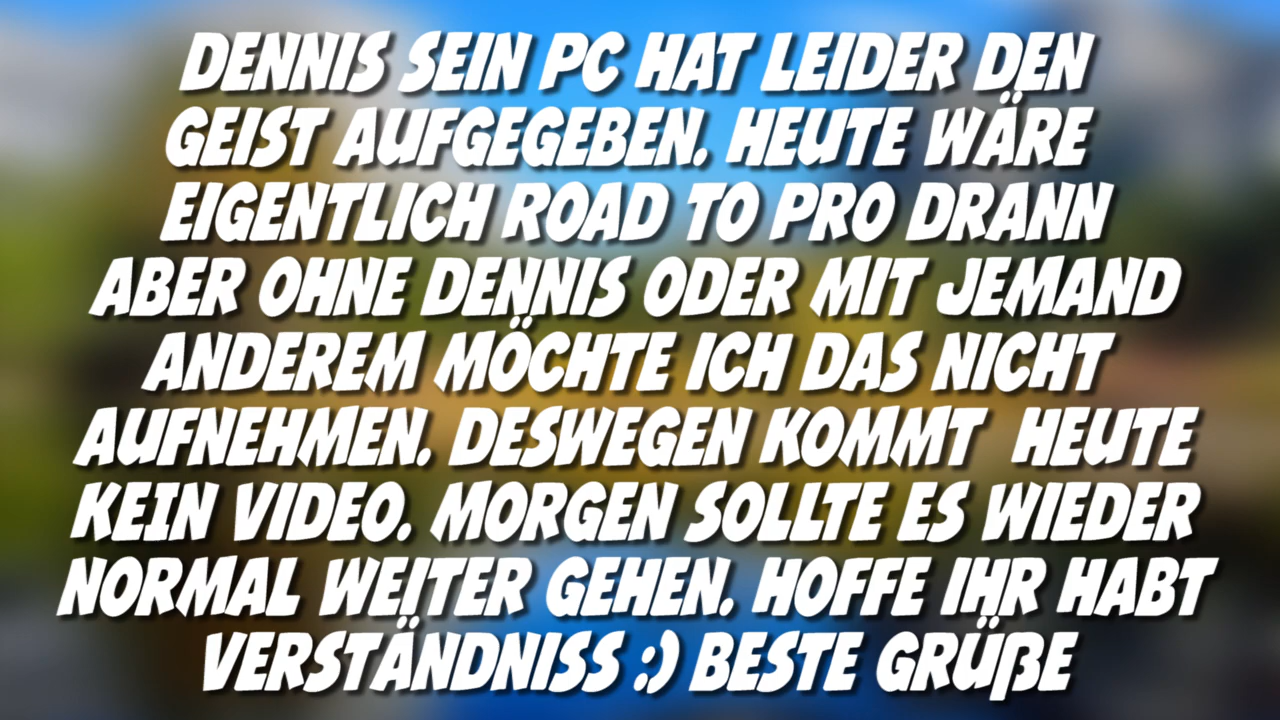 DENNIS SEIN PC HAT LEIDER DEN
GEIST AUFGEGEBEN. HEUTE WÄRE
EIGENTLICH ROAD TO PRO DRANN
ABER OHNE DENNIS ODER MIT JEMAND
ANDEREM MÖCHTE ICH DAS NICHT
AUFNEHMEN. DESWEGEN KOMMT HEUTE
KEIN VIDEO. MORGEN SOLLTE ES WIEDER
NORMAL WEITER GEHEN. HOFFE IHR HABT
VERSTÄNDNISS :) BESTE GRÜßE